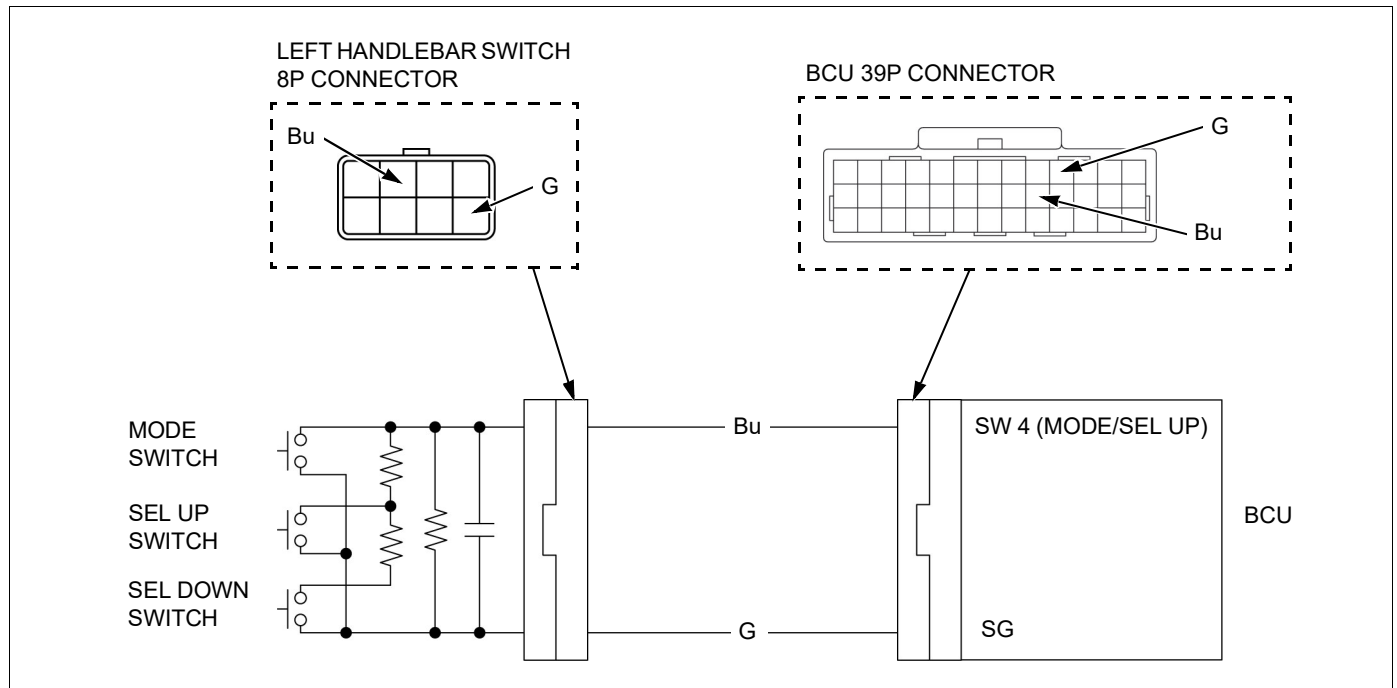 LEFT HANDLEBAR SWITCH
8P CONNECTOR
BCU 39P CONNECTOR
Bu
G
G
Bu
MODE
SWITCH
SEL UP
SWITCH
SEL DOWN
SWITCH
Bu
G
SW 4 (MODE/SEL UP)
SG
BCU